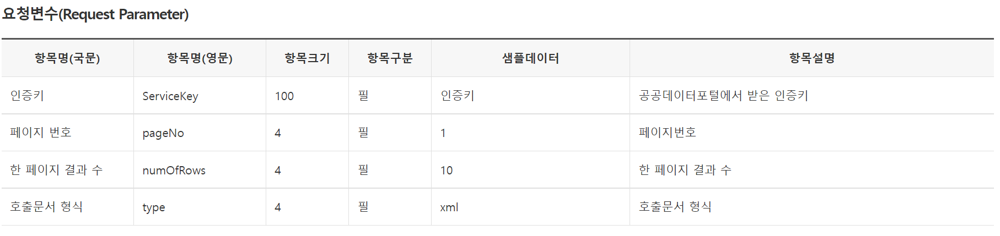 요청변수(Request Parameter)
항목명(국문) 항목명(영문) 항목크기 항목구분 샘플데이터 항목설명
인증키 ServiceKey 100 필 인증키 공공데이터포털에서 받은 인증키
페이지 번호 pageNo 4 필 1 페이지번호
한 페이지 결과 수 numOfRows 4 필 10 한 페이지 결과 수
호출문서 형식 type 4 필 xml 호출문서 형식